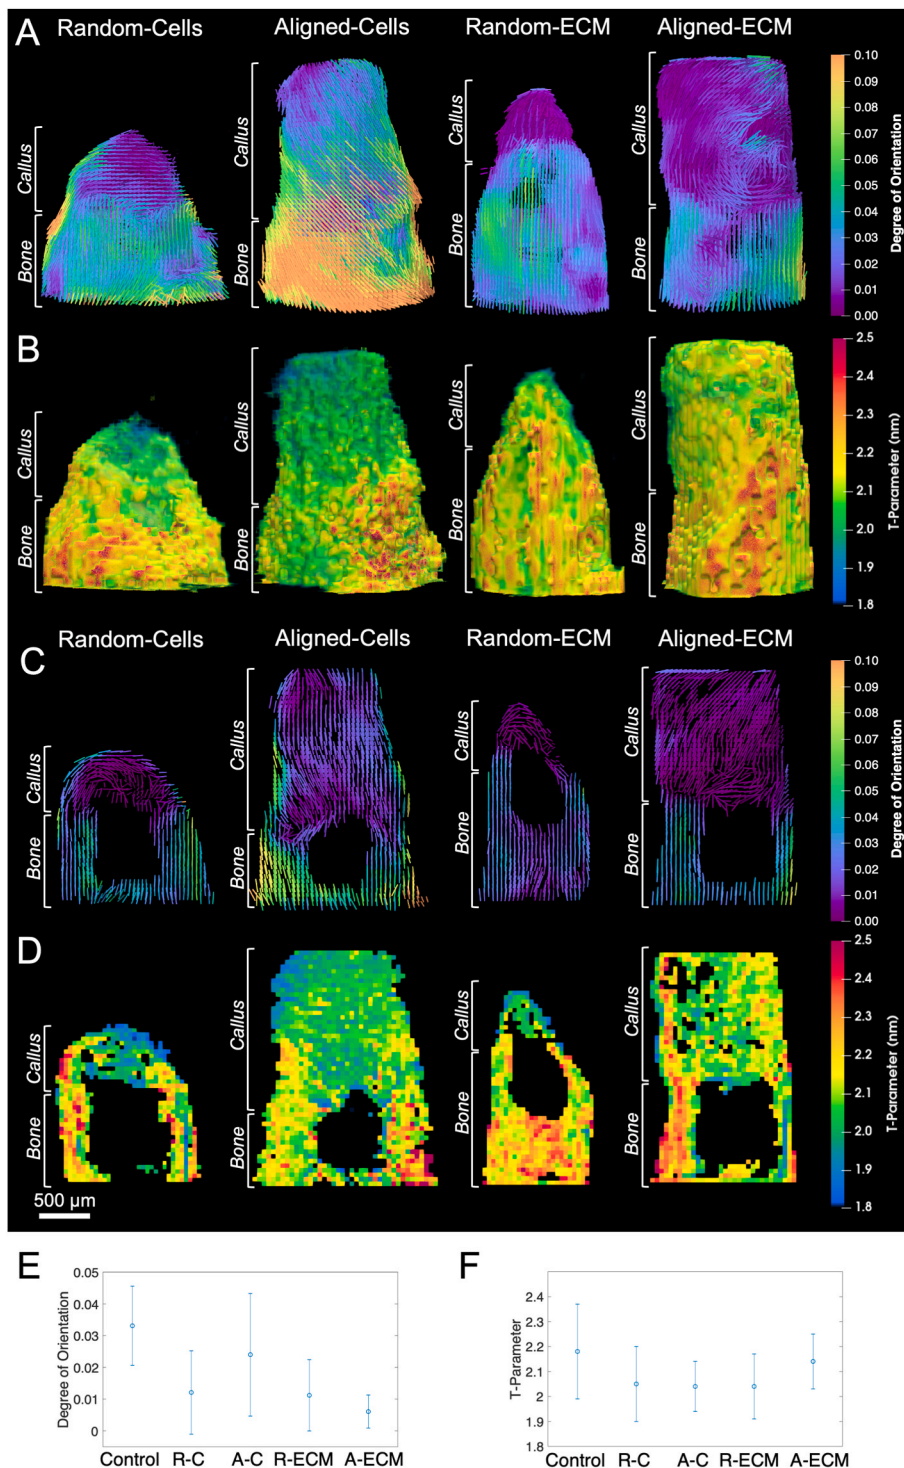 A
Random-Cells Aligned-Cells Random-ECM Aligned-ECM
Callus
Bone
Callus
Bone
Callus
Bone
Callus
Bone
0.10
0.09
0.08
0.07
0.06
0.05
0.04
0.03
0.02
0.01
0.00
Degree of Orientation
B
Callus
Bone
Callus
Bone
Callus
Bone
Callus
Bone
2.5
2.4
2.3
2.2
2.1
2.0
1.9
1.8
T-Parameter (nm)
Random-Cells Aligned-Cells Random-ECM Aligned-ECM
C
Callus
Bone
Callus
Bone
Callus
Bone
Callus
Bone
0.10
0.09
0.08
0.07
0.06
0.05
0.04
0.03
0.02
0.01
0.00
Degree of Orientation
D
Callus
Bone
Callus
Bone
Callus
Bone
Callus
Bone
2.5
2.4
2.3
2.2
2.1
2.0
1.9
1.8
T-Parameter (nm)
500 µm
E
Degree of Orientation
0.05
0.04
0.03
0.02
0.01
0
Control R-C A-C R-ECM A-ECM
F
T-Parameter
2.4
2.3
2.2
2.1
2
1.9
1.8
Control R-C A-C R-ECM A-ECM